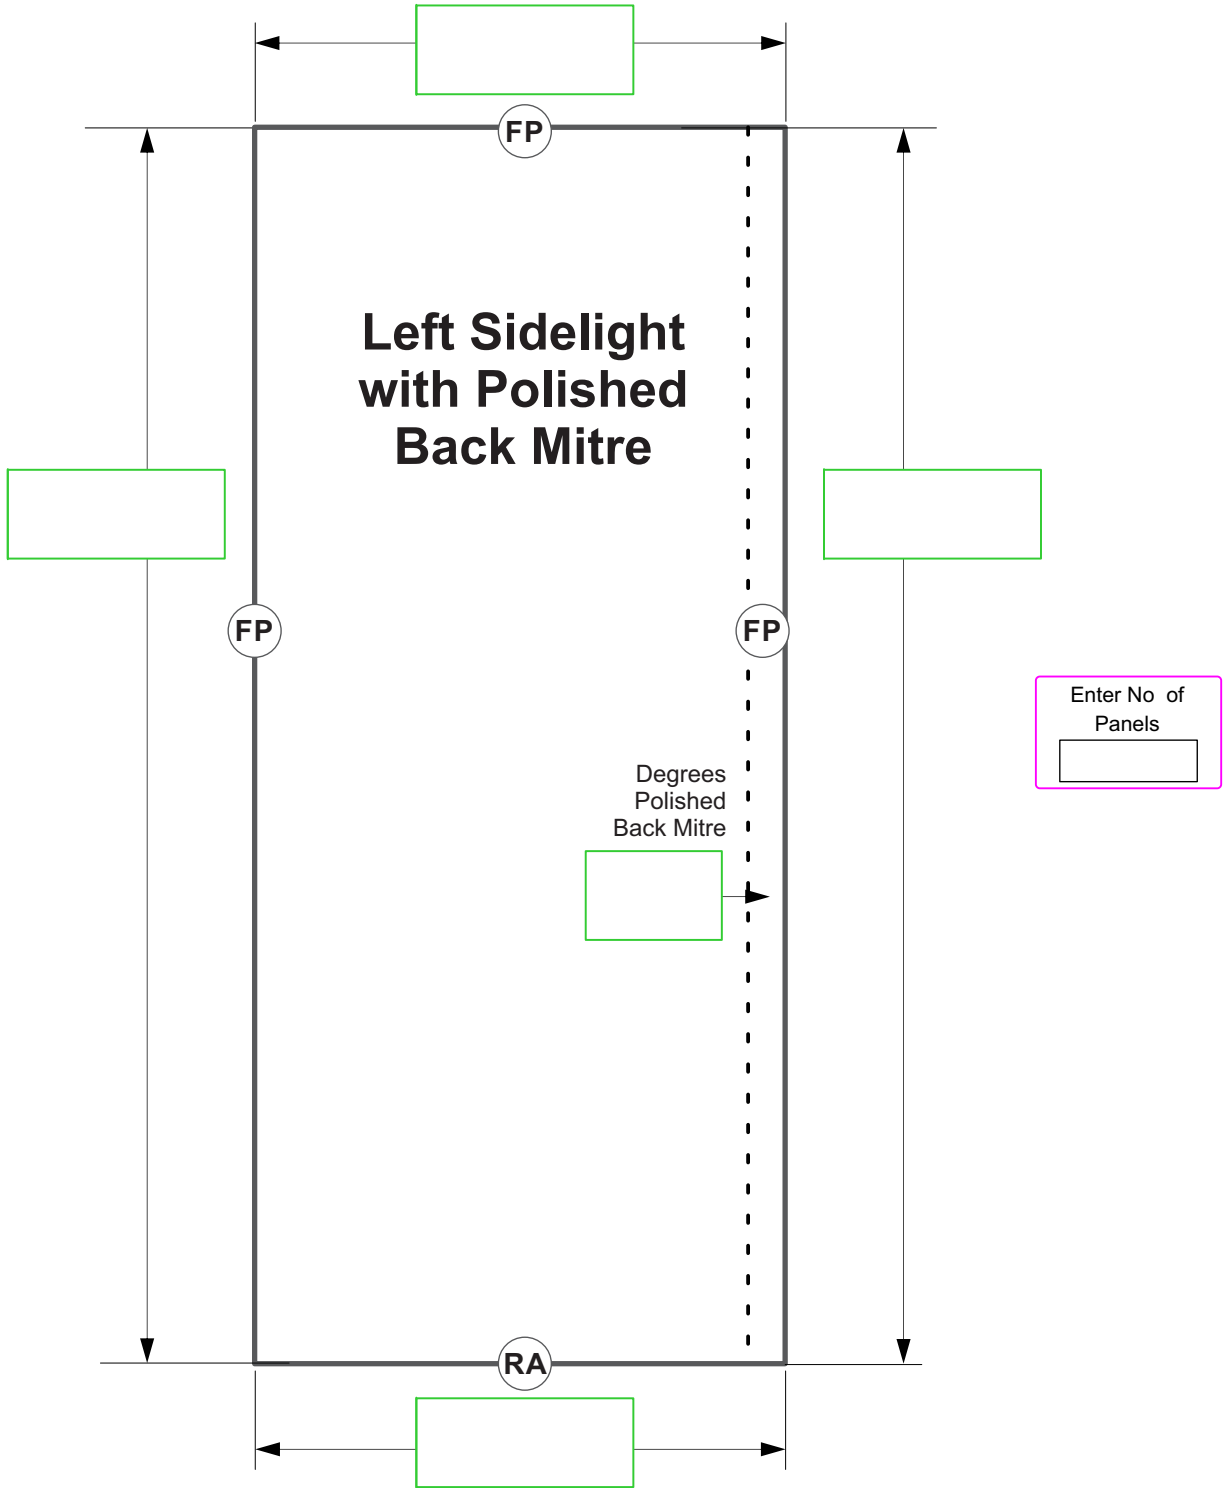 FP
Left Sidelight
with Polished
Back Mitre
FP
FP
Enter No of
Panels
Degrees
Polished
Back Mitre
RA